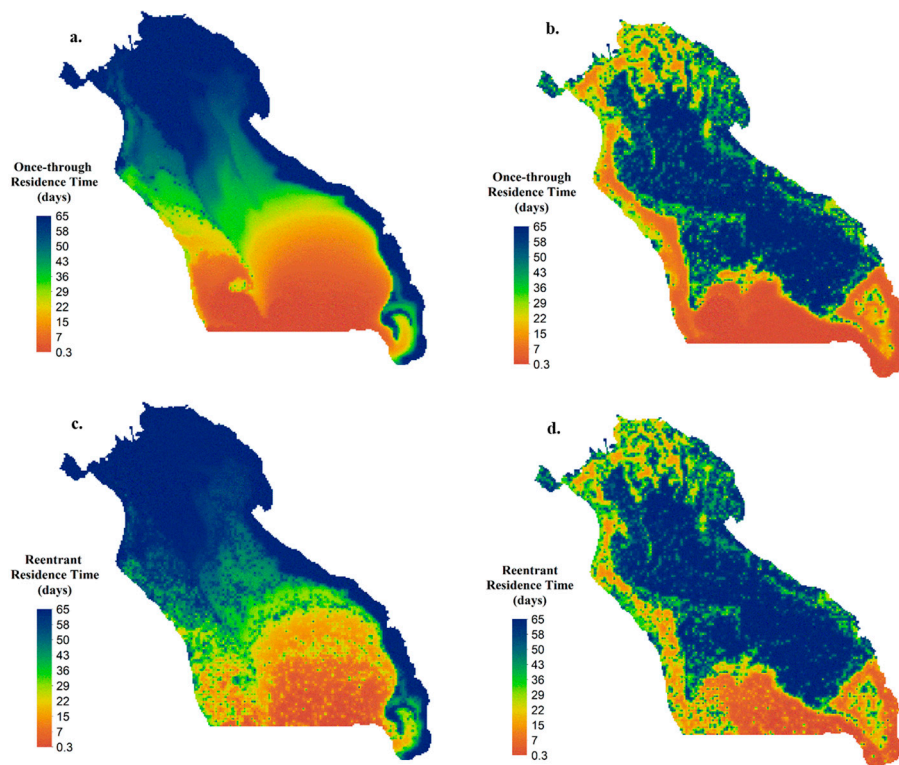 a.
Once-through
Residence Time
(days)
65
58
50
43
36
29
22
15
7
0.3
b.
Once-through
Residence Time
(days)
65
58
50
43
36
29
22
15
7
0.3
c.
Reentrant
Residence Time
(days)
65
58
50
43
36
29
22
15
7
0.3
d.
Reentrant
Residence Time
(days)
65
58
50
43
36
29
22
15
7
0.3